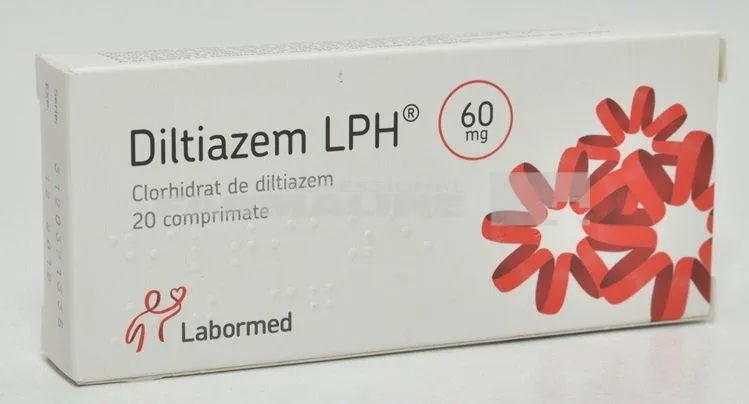 Diltiazem LPH®
60
mg
Clorhidrat de diltiazem
20 comprimate
Labormed